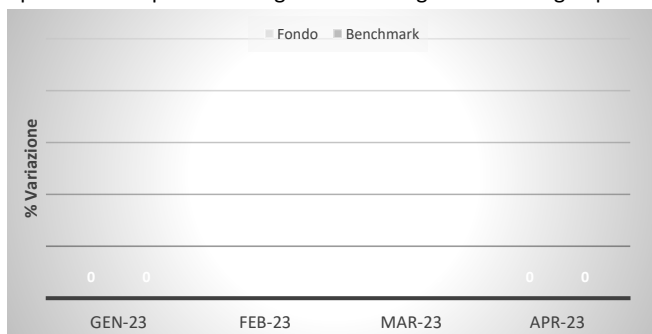 Fondo Benchmark
% Variazione
0 0 0 0
GEN-23 FEB-23 MAR-23 APR-23